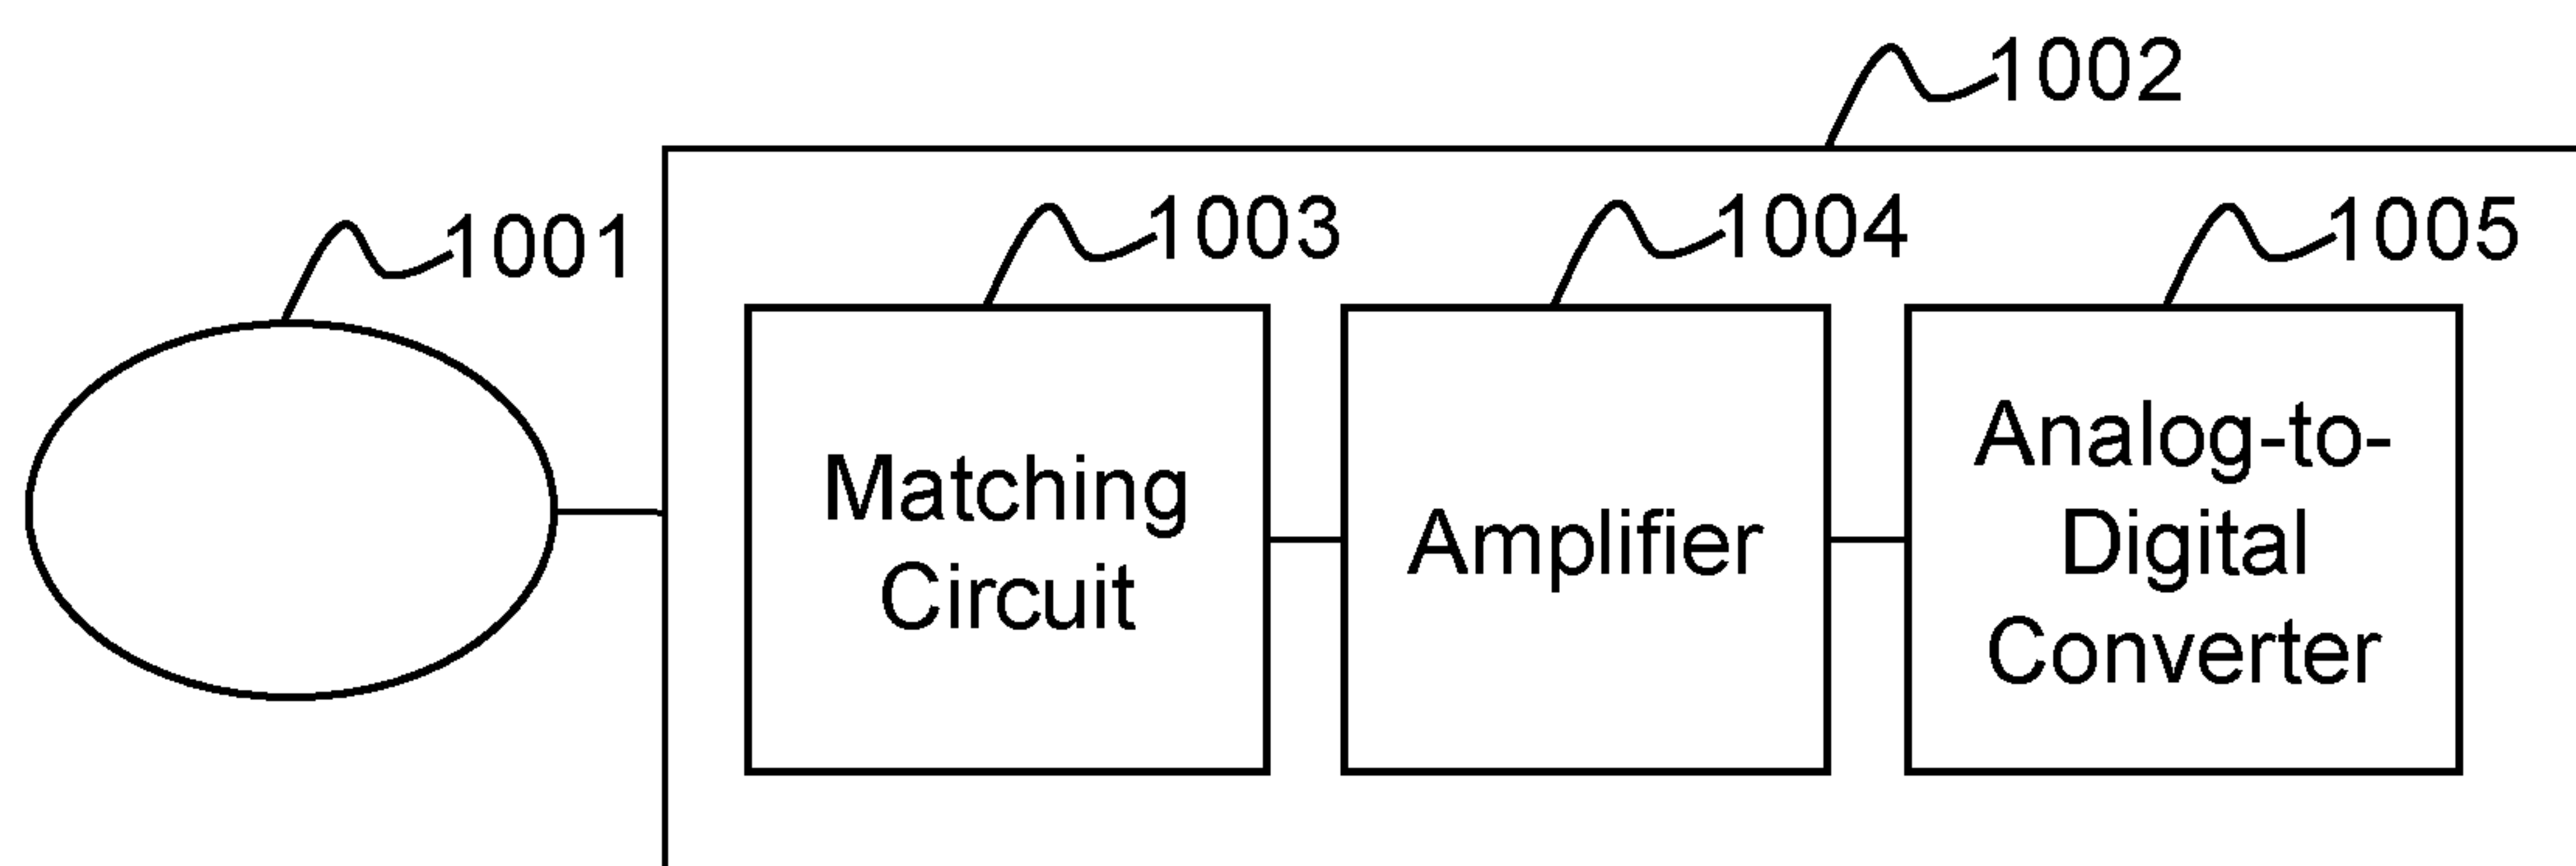 1002
1001
1003
1004
1005
Matching
Circuit
Amplifier
Analog-to-
Digital
Converter